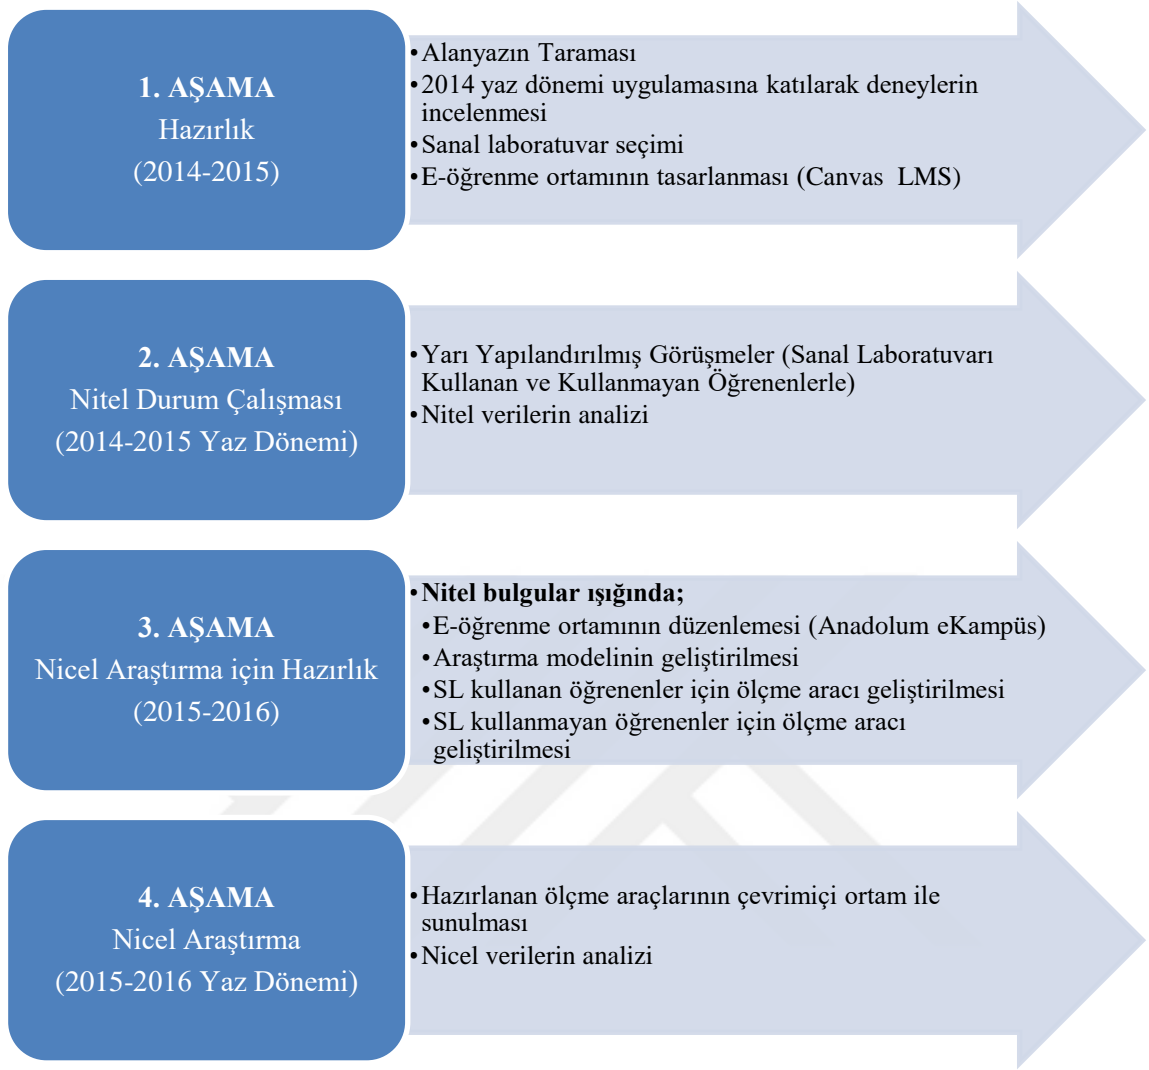 1. AŞAMA
Hazırlık
(2014-2015)
•Alanyazın Taraması
•2014 yaz dönemi uygulamasına katılarak deneylerin
incelenmesi
•Sanal laboratuvar seçimi
•E-öğrenme ortamının tasarlanması (Canvas LMS)
2. AŞAMA
Nitel Durum Çalışması
(2014-2015 Yaz Dönemi)
•Yarı Yapılandırılmış Görüşmeler (Sanal Laboratuvarı
Kullanan ve Kullanmayan Öğrenenlerle)
•Nitel verilerin analizi
3. AŞAMA
Nicel Araştırma için Hazırlık
(2015-2016)
•Nitel bulgular ışığında;
•E-öğrenme ortamının düzenlemesi (Anadolum eKampüs)
•Araştırma modelinin geliştirilmesi
•SL kullanan öğrenenler için ölçme aracı geliştirilmesi
•SL kullanmayan öğrenenler için ölçme aracı
geliştirilmesi
4. AŞAMA
Nicel Araştırma
(2015-2016 Yaz Dönemi)
•Hazırlanan ölçme araçlarının çevrimiçi ortam ile
sunulması
•Nicel verilerin analizi